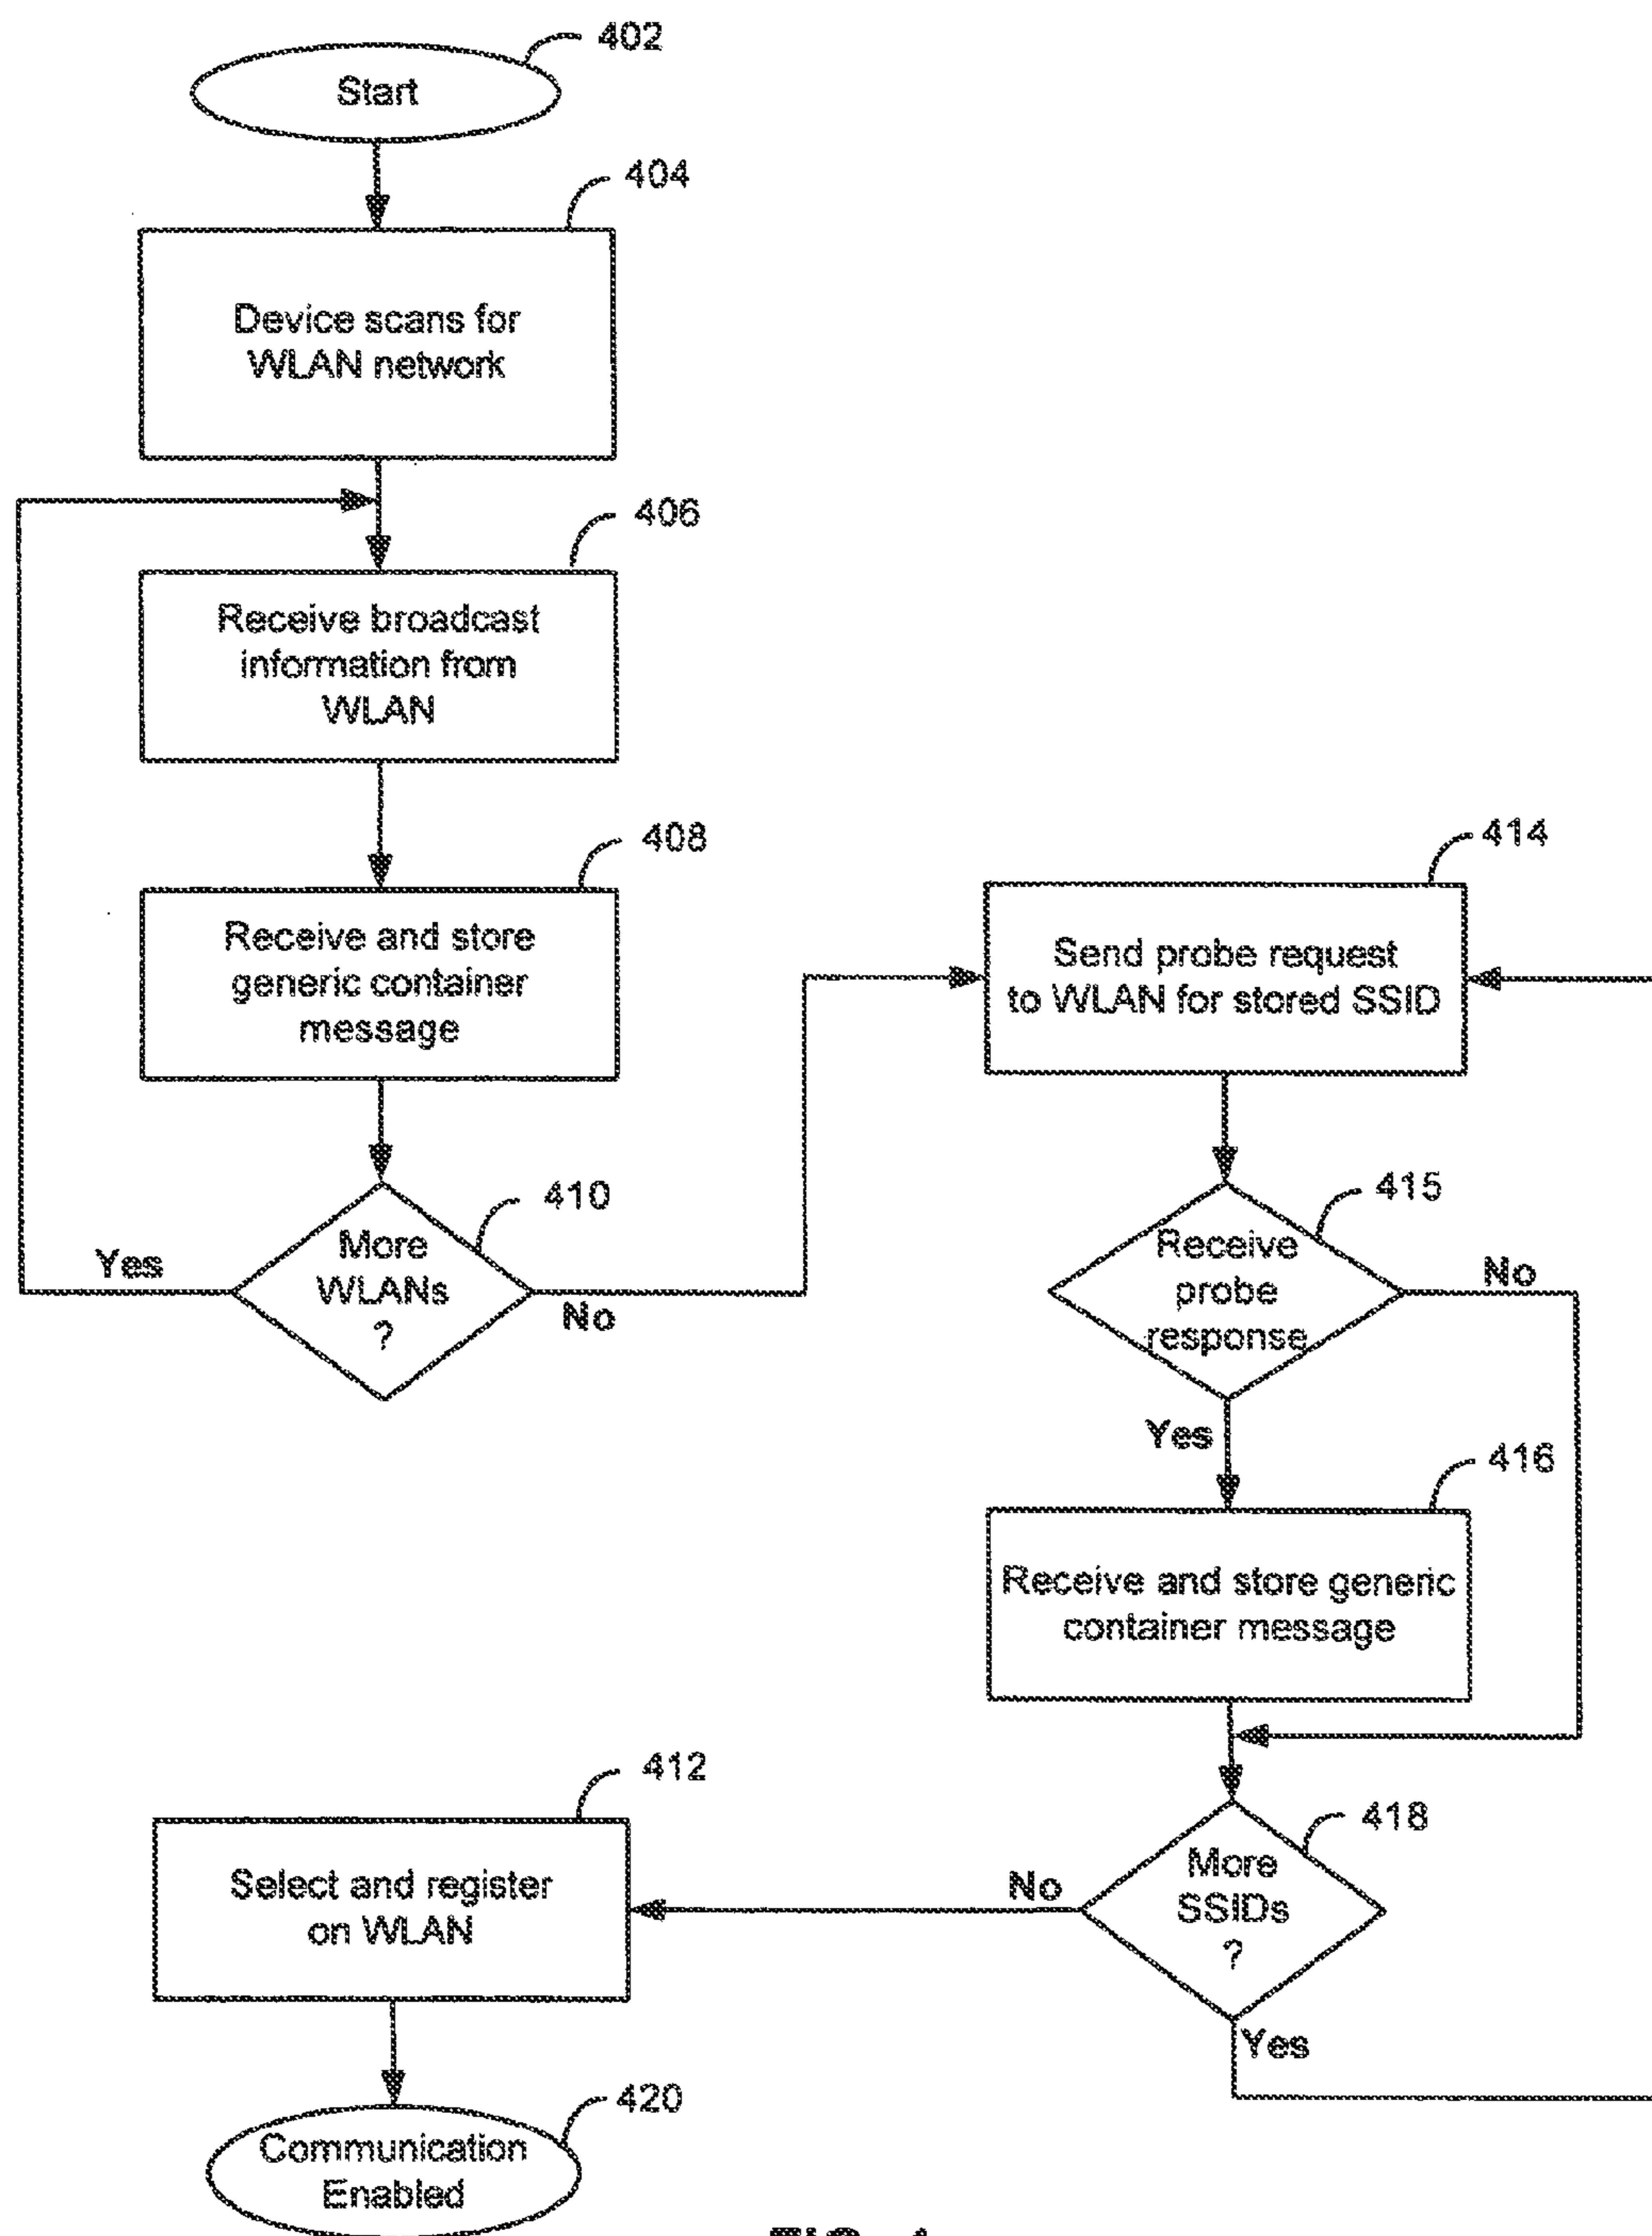 402
Start
404
Device scans for
WLAN network
406
Receive broadcast
information from
WLAN
408
Receive and store
generic container
message
410
More
WLANs
?
Yes
No
414
Send probe request
to WLAN for stored SSID
415
Receive
probe
response
No
Yes
416
Receive and store generic
container message
418
More
SSIDs
?
No
Yes
412
Select and register
on WLAN
420
Communication
Enabled